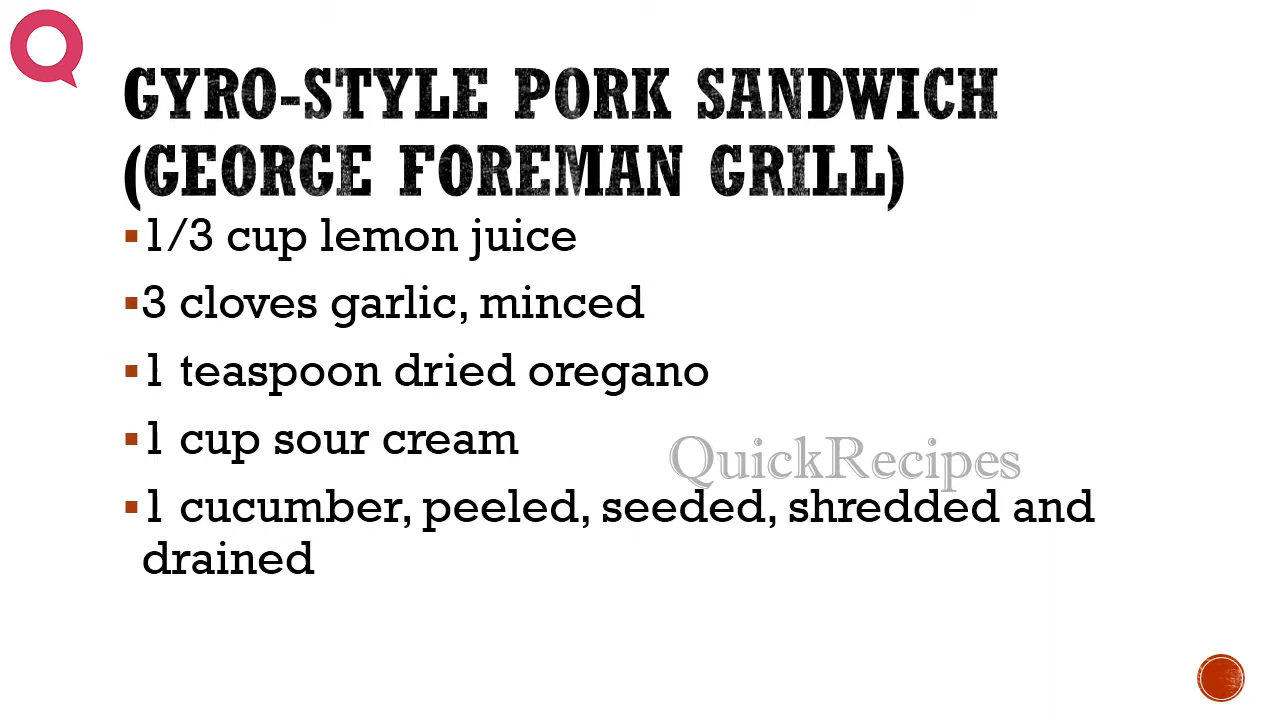 GYRO-STYLE PORK SANDWICH
(GEORGE FOREMAN GRILL)
▪1/3 cup lemon juice
▪3 cloves garlic, minced
▪1 teaspoon dried oregano
▪1 cup sour cream
QuickRecipes
▪1 cucumber, peeled, seeded, shredded and
drained